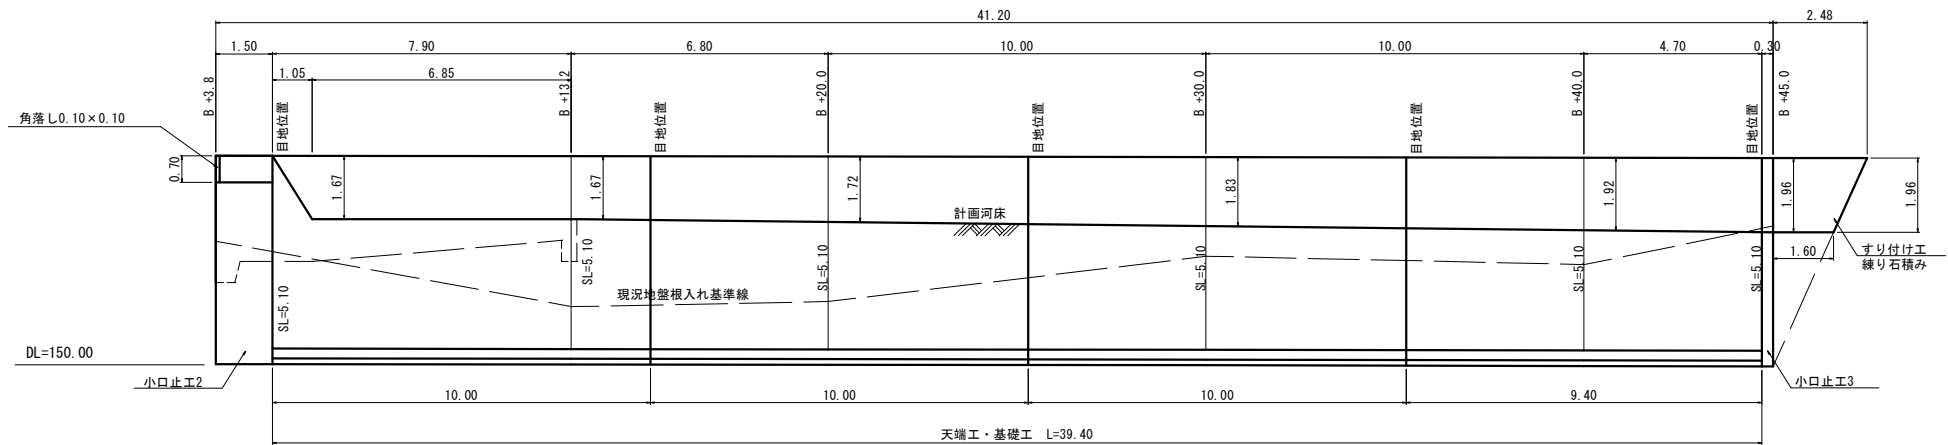 41.20
2.48
1.50
7.90
6.80
10.00
10.00
4.70
0.30
1.05
6.85
B +3.8
目地位置
B +13.2
目地位置
B +20.0
目地位置
B +30.0
目地位置
B +40.0
目地位置
B +45.0
角落し0.10×0.10
0.70
1.67
1.67
1.72
1.83
1.92
1.96
1.96
計画河床
すり付け工
練り石積み
1.60
SL=5.10
SL=5.10
SL=5.10
SL=5.10
SL=5.10
SL=5.10
現況地盤根入れ基準線
DL=150.00
小口止工2
小口止工3
10.00
10.00
10.00
9.40
天端工・基礎工 L=39.40